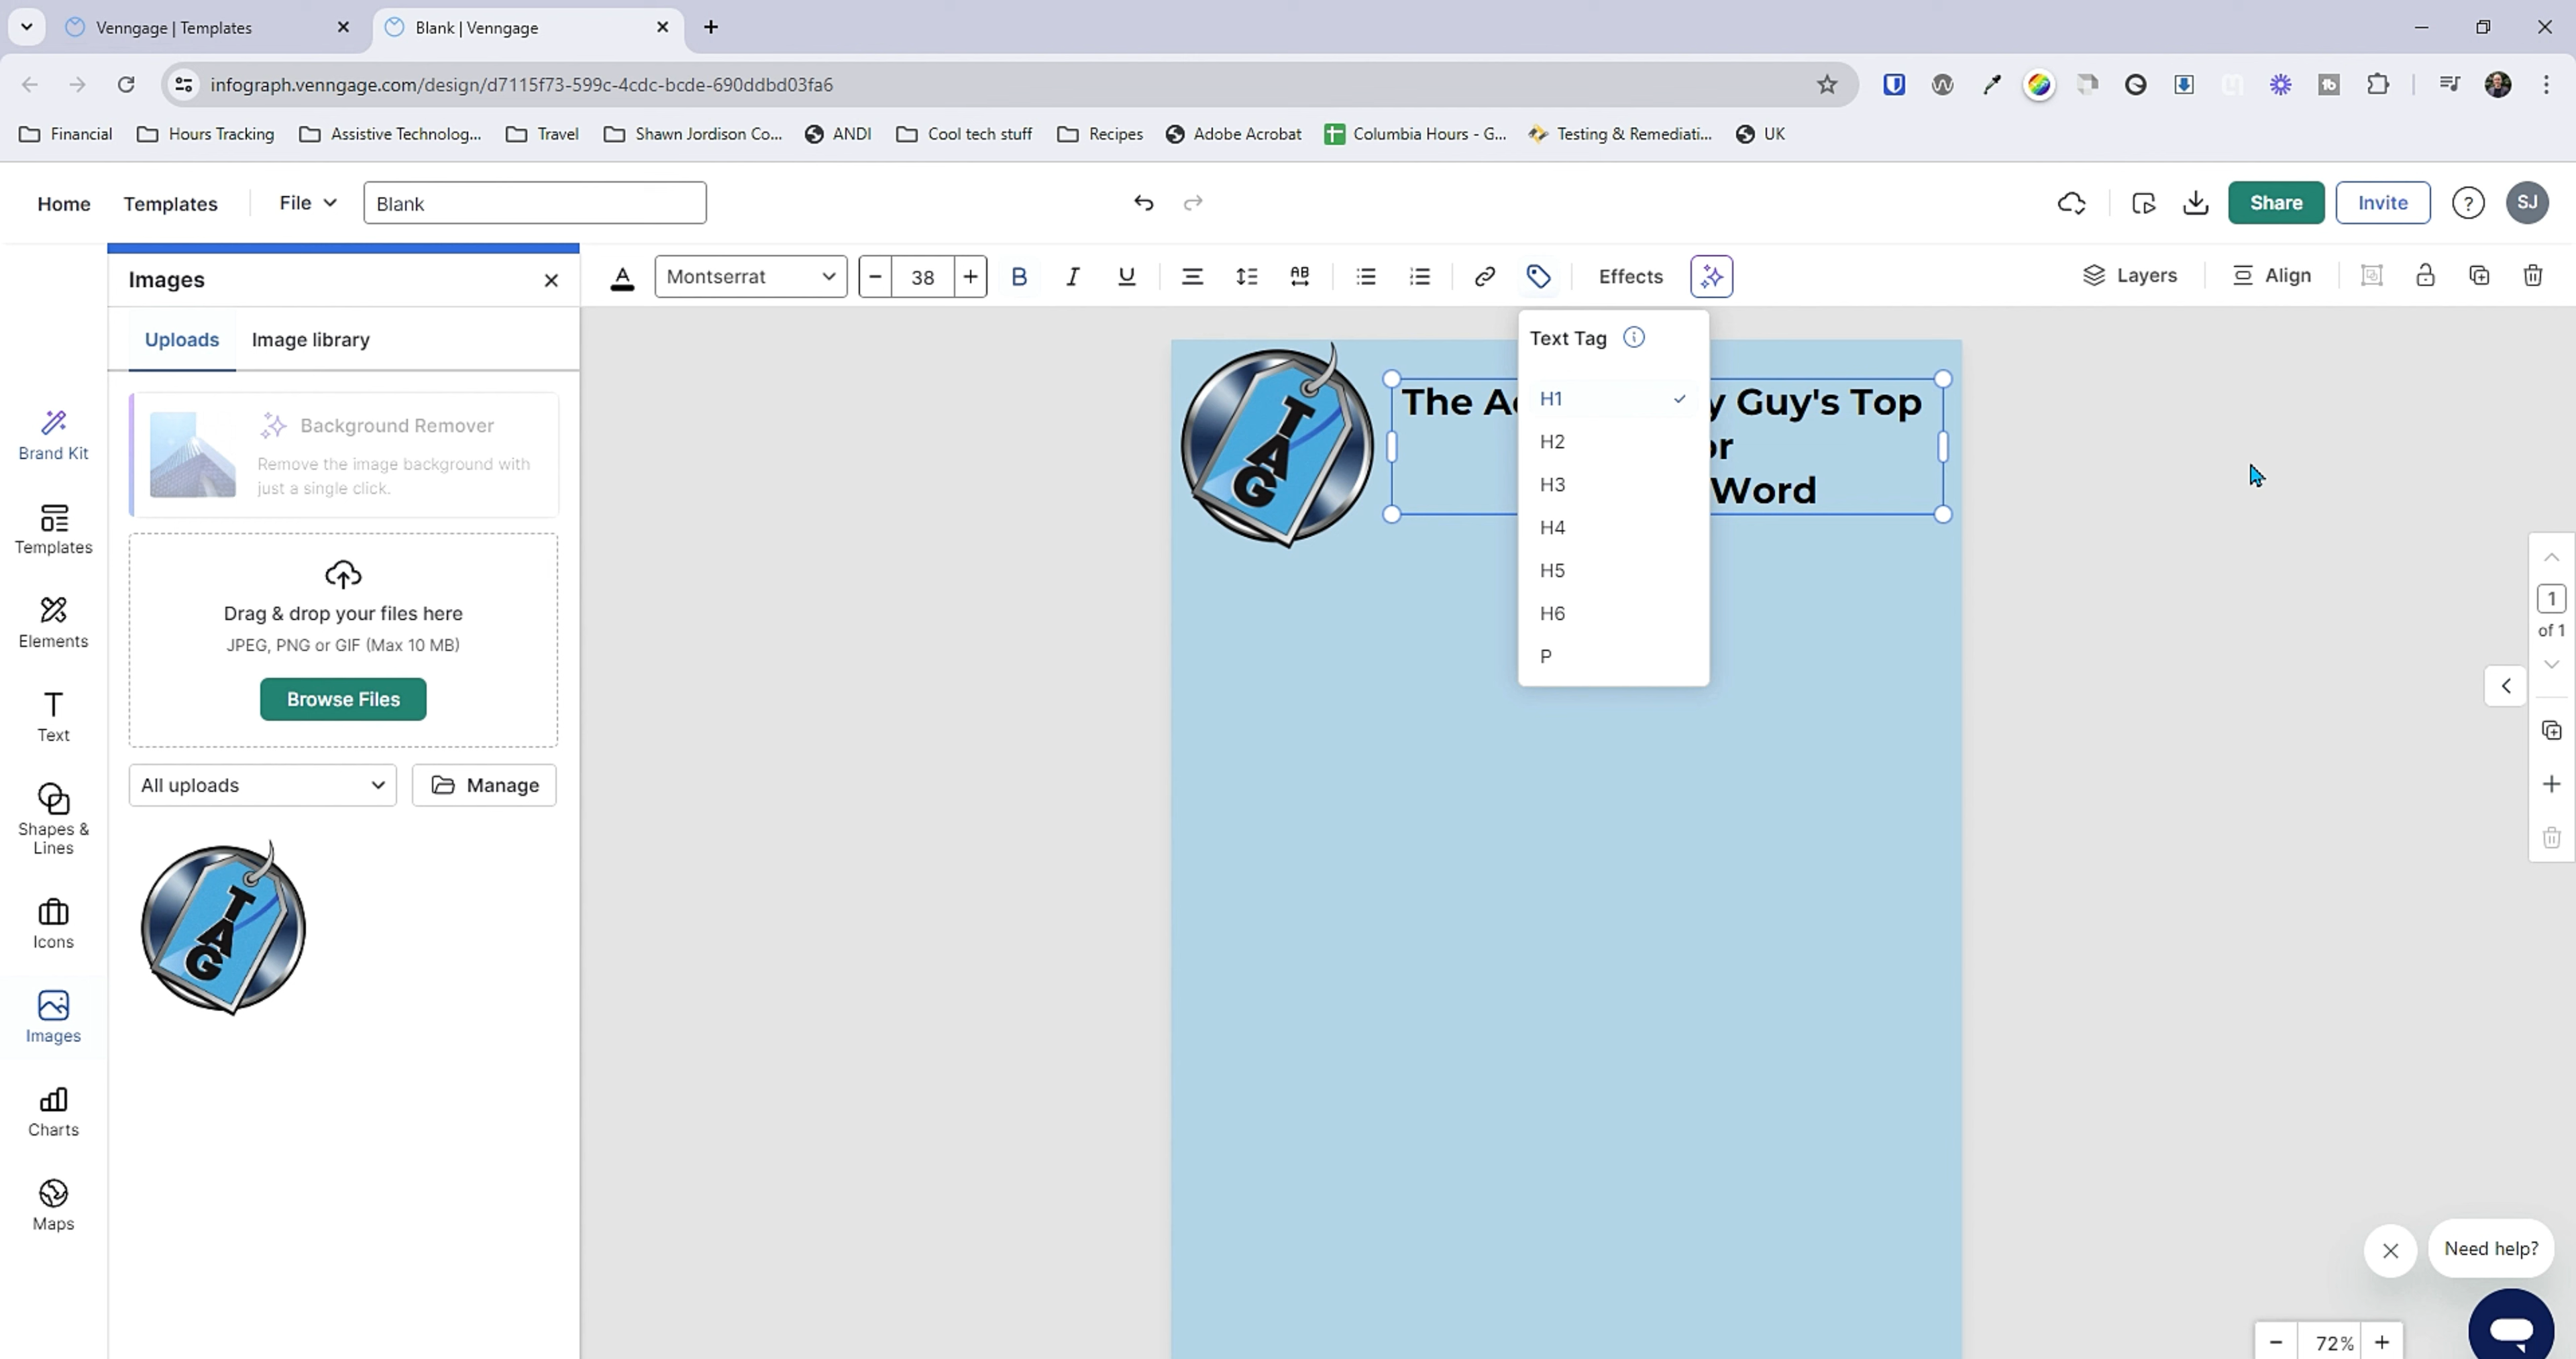 Venngage | Templates
Blank | Venngage
infograph.venngage.com/design/d7115f73-599c-4cdc-bcde-690ddbd03fa6
Financial
Hours Tracking
Assistive Technolog...
Travel
Shawn Jordison Co...
ANDI
Cool tech stuff
Recipes
Adobe Acrobat
Columbia Hours - G...
Testing & Remediati...
UK
Home
Templates
File
Blank
Share
Invite
?
SJ
Images
A
Montserrat
38
B
I
U
AB
Effects
Layers
Align
Uploads
Image library
Background Remover
Remove the image background with
just a single click.
Drag & drop your files here
JPEG, PNG or GIF (Max 10 MB)
Browse Files
All uploads
Manage
TAG
Brand Kit
Templates
Elements
Text
Shapes &
Lines
Icons
Images
Charts
Maps
TAG
The A
y Guy's Top
Word
Text Tag
H1
H2
H3
H4
H5
H6
P
1
of 1
Need help?
72%